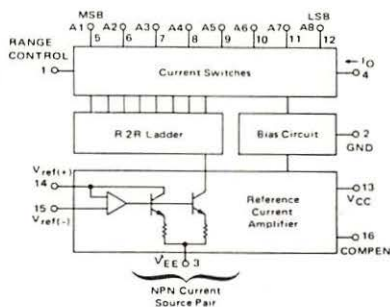 MSB LSB
A1 A2 A3 A4 A5 A6 A7 A8
5 6 7 8 9 10 11 12
RANGE
CONTROL
1
Current Switches
IO
4
R 2R Ladder
Bias Circuit
2
GND
Vref(+)
14
15
Vref(-)
Reference
Current
Amplifier
13
VCC
16
COMPEN
VEE
3
NPN Current
Source Pair